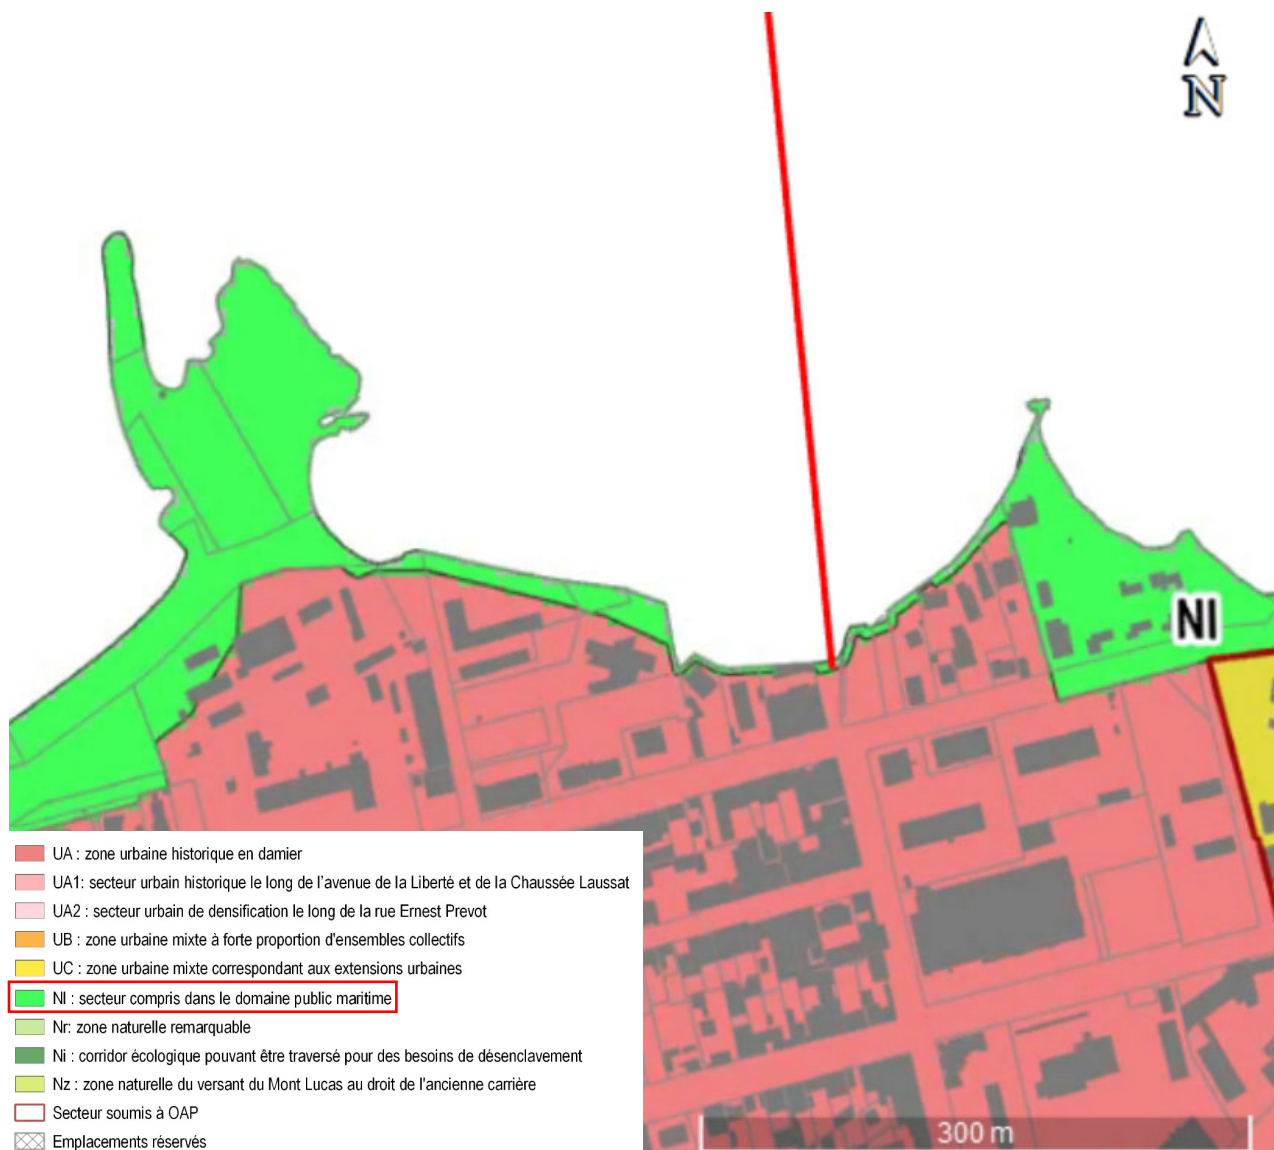 N
Nl
UA : zone urbaine historique en damier
UA1: secteur urbain historique le long de l'avenue de la Liberté et de la Chaussée Laussat
UA2 : secteur urbain de densification le long de la rue Ernest Prevot
UB : zone urbaine mixte à forte proportion d'ensembles collectifs
UC : zone urbaine mixte correspondant aux extensions urbaines
Nl : secteur compris dans le domaine public maritime
Nr: zone naturelle remarquable
Ni : corridor écologique pouvant être traversé pour des besoins de désenclavement
Nz : zone naturelle du versant du Mont Lucas au droit de l'ancienne carrière
Secteur soumis à OAP
Emplacements réservés
300 m